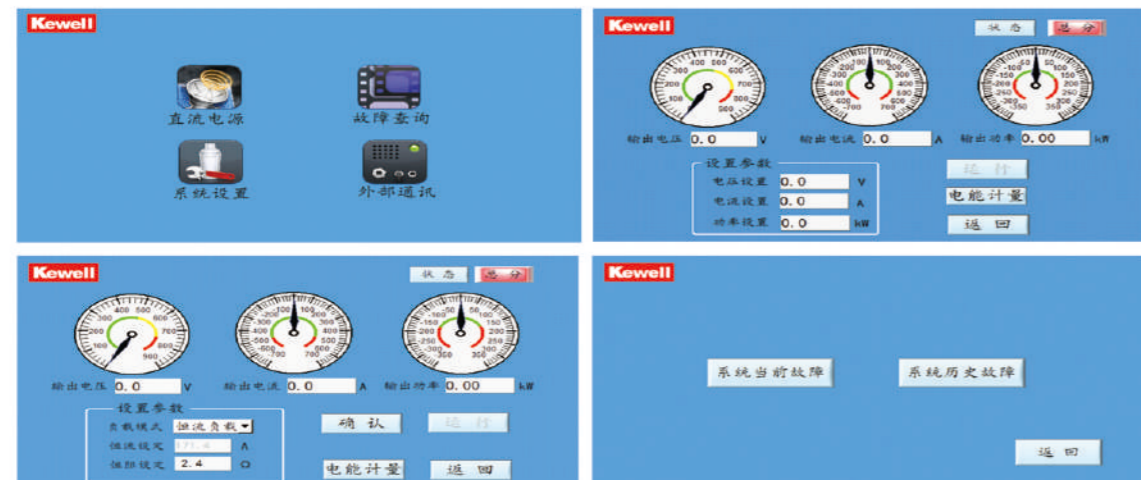 Kewell
直流电源
故障查询
系统设置
外部通讯
Kewell
状态
总分
输出电压 0.0 V
输出电流 0.0 A
输出功率 0.00 kW
设置参数
电压设置 0.0 V
电流设置 0.0 A
功率设置 0.0 kW
运行
电能计量
返回
Kewell
状态
总分
输出电压 0.0 V
输出电流 0.0 A
输出功率 0.00 kW
设置参数
负载模式 恒流负载
恒流设定 171.4 A
恒阻设定 2.4 Ω
确认
运行
电能计量
返回
Kewell
系统当前故障
系统历史故障
返回